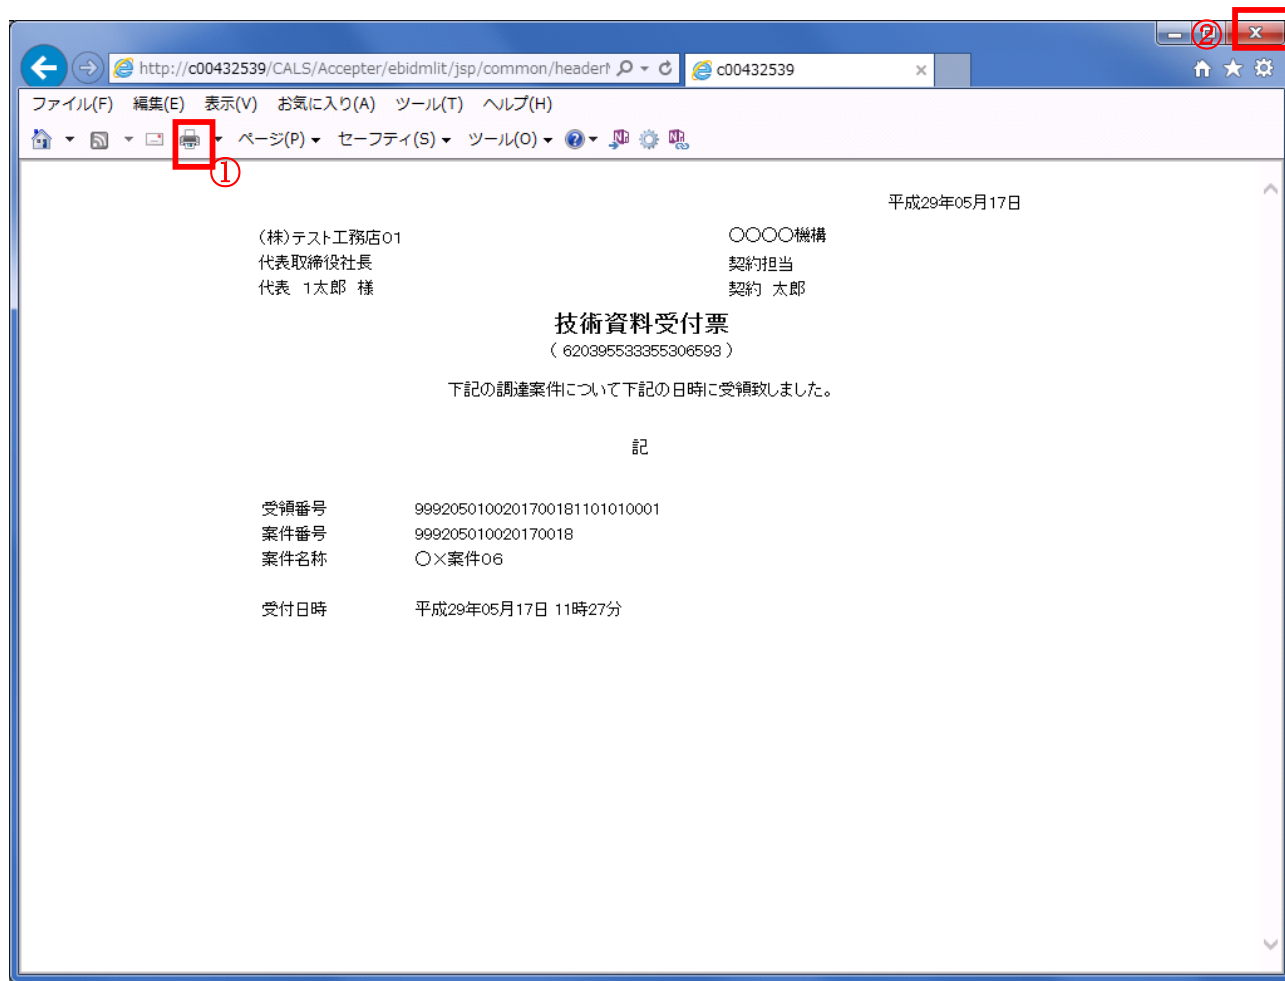 ②
http://c00432539/CALS/Accepter/ebidmlit/jsp/common/header
c00432539
ファイル(F) 編集(E) 表示(V) お気に入り(A) ツール(T) ヘルプ(H)
ページ(P) セーフティ(S) ツール(O)
①
平成29年05月17日
(株)テスト工務店01
〇〇〇〇機構
代表取締役社長
契約担当
代表 1太郎 様
契約 太郎
技術資料受付票
( 620395533355306593 )
下記の調達案件について下記の日時に受領致しました。
記
受領番号 9992050100201700181101010001
案件番号 999205010020170018
案件名称 〇×案件06
受付日時 平成29年05月17日 11時27分